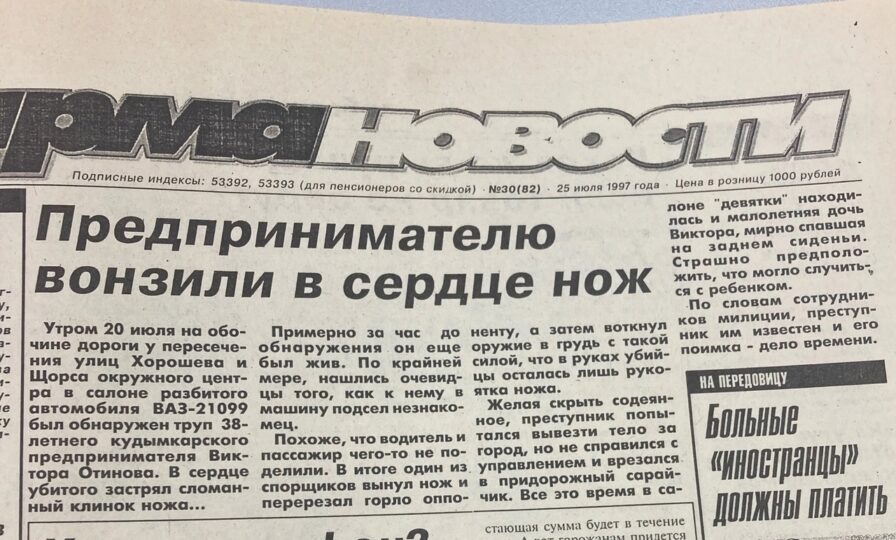 рма новости
Подписные индексы: 53392, 53393 (для пенсионеров со скидкой) · №30(82) · 25 июля 1997 года · Цена в розницу 1000 рублей
Предпринимателю
вонзили в сердце нож
Утром 20 июля на обо-
чине дороги у пересече-
ния улиц Хорошева и
Щорса окружного цент-
ра в салоне разбитого
автомобиля ВАЗ-21099
был обнаружен труп 38-
летнего кудымкарского
предпринимателя Вик-
тора Отинова. В сердце
убитого застрял сломан-
ный клинок ножа...
Примерно за час до
обнаружения он еще
был жив. По крайней
мере, нашлись очевид-
цы того, как к нему в
машину подсел незнако-
мец.
Похоже, что водитель и
пассажир чего-то не по-
делили. В итоге один из
спорщиков вынул нож и
перерезал горло оппо-
ненту, а затем воткнул
оружие в грудь с такой
силой, что в руках убий-
цы осталась лишь руко-
ятка ножа.
Желая скрыть содеян-
ное, преступник попы-
тался вывезти тело за
город, но не справился с
управлением и врезался
в придорожный сарай-
чик. Все это время в са-
лоне "девятки" находи-
лась и малолетняя дочь
Виктора, мирно спавшая
на заднем сиденьи.
Страшно предполо-
жить, что могло случить-
ся с ребенком.
По словам сотрудни-
ков милиции, преступ-
ник им известен и его
поимка - дело времени.
НА ПЕРЕДОВИЦУ
Больные
«иностранцы»
должны платить
стающая сумма будет в течение